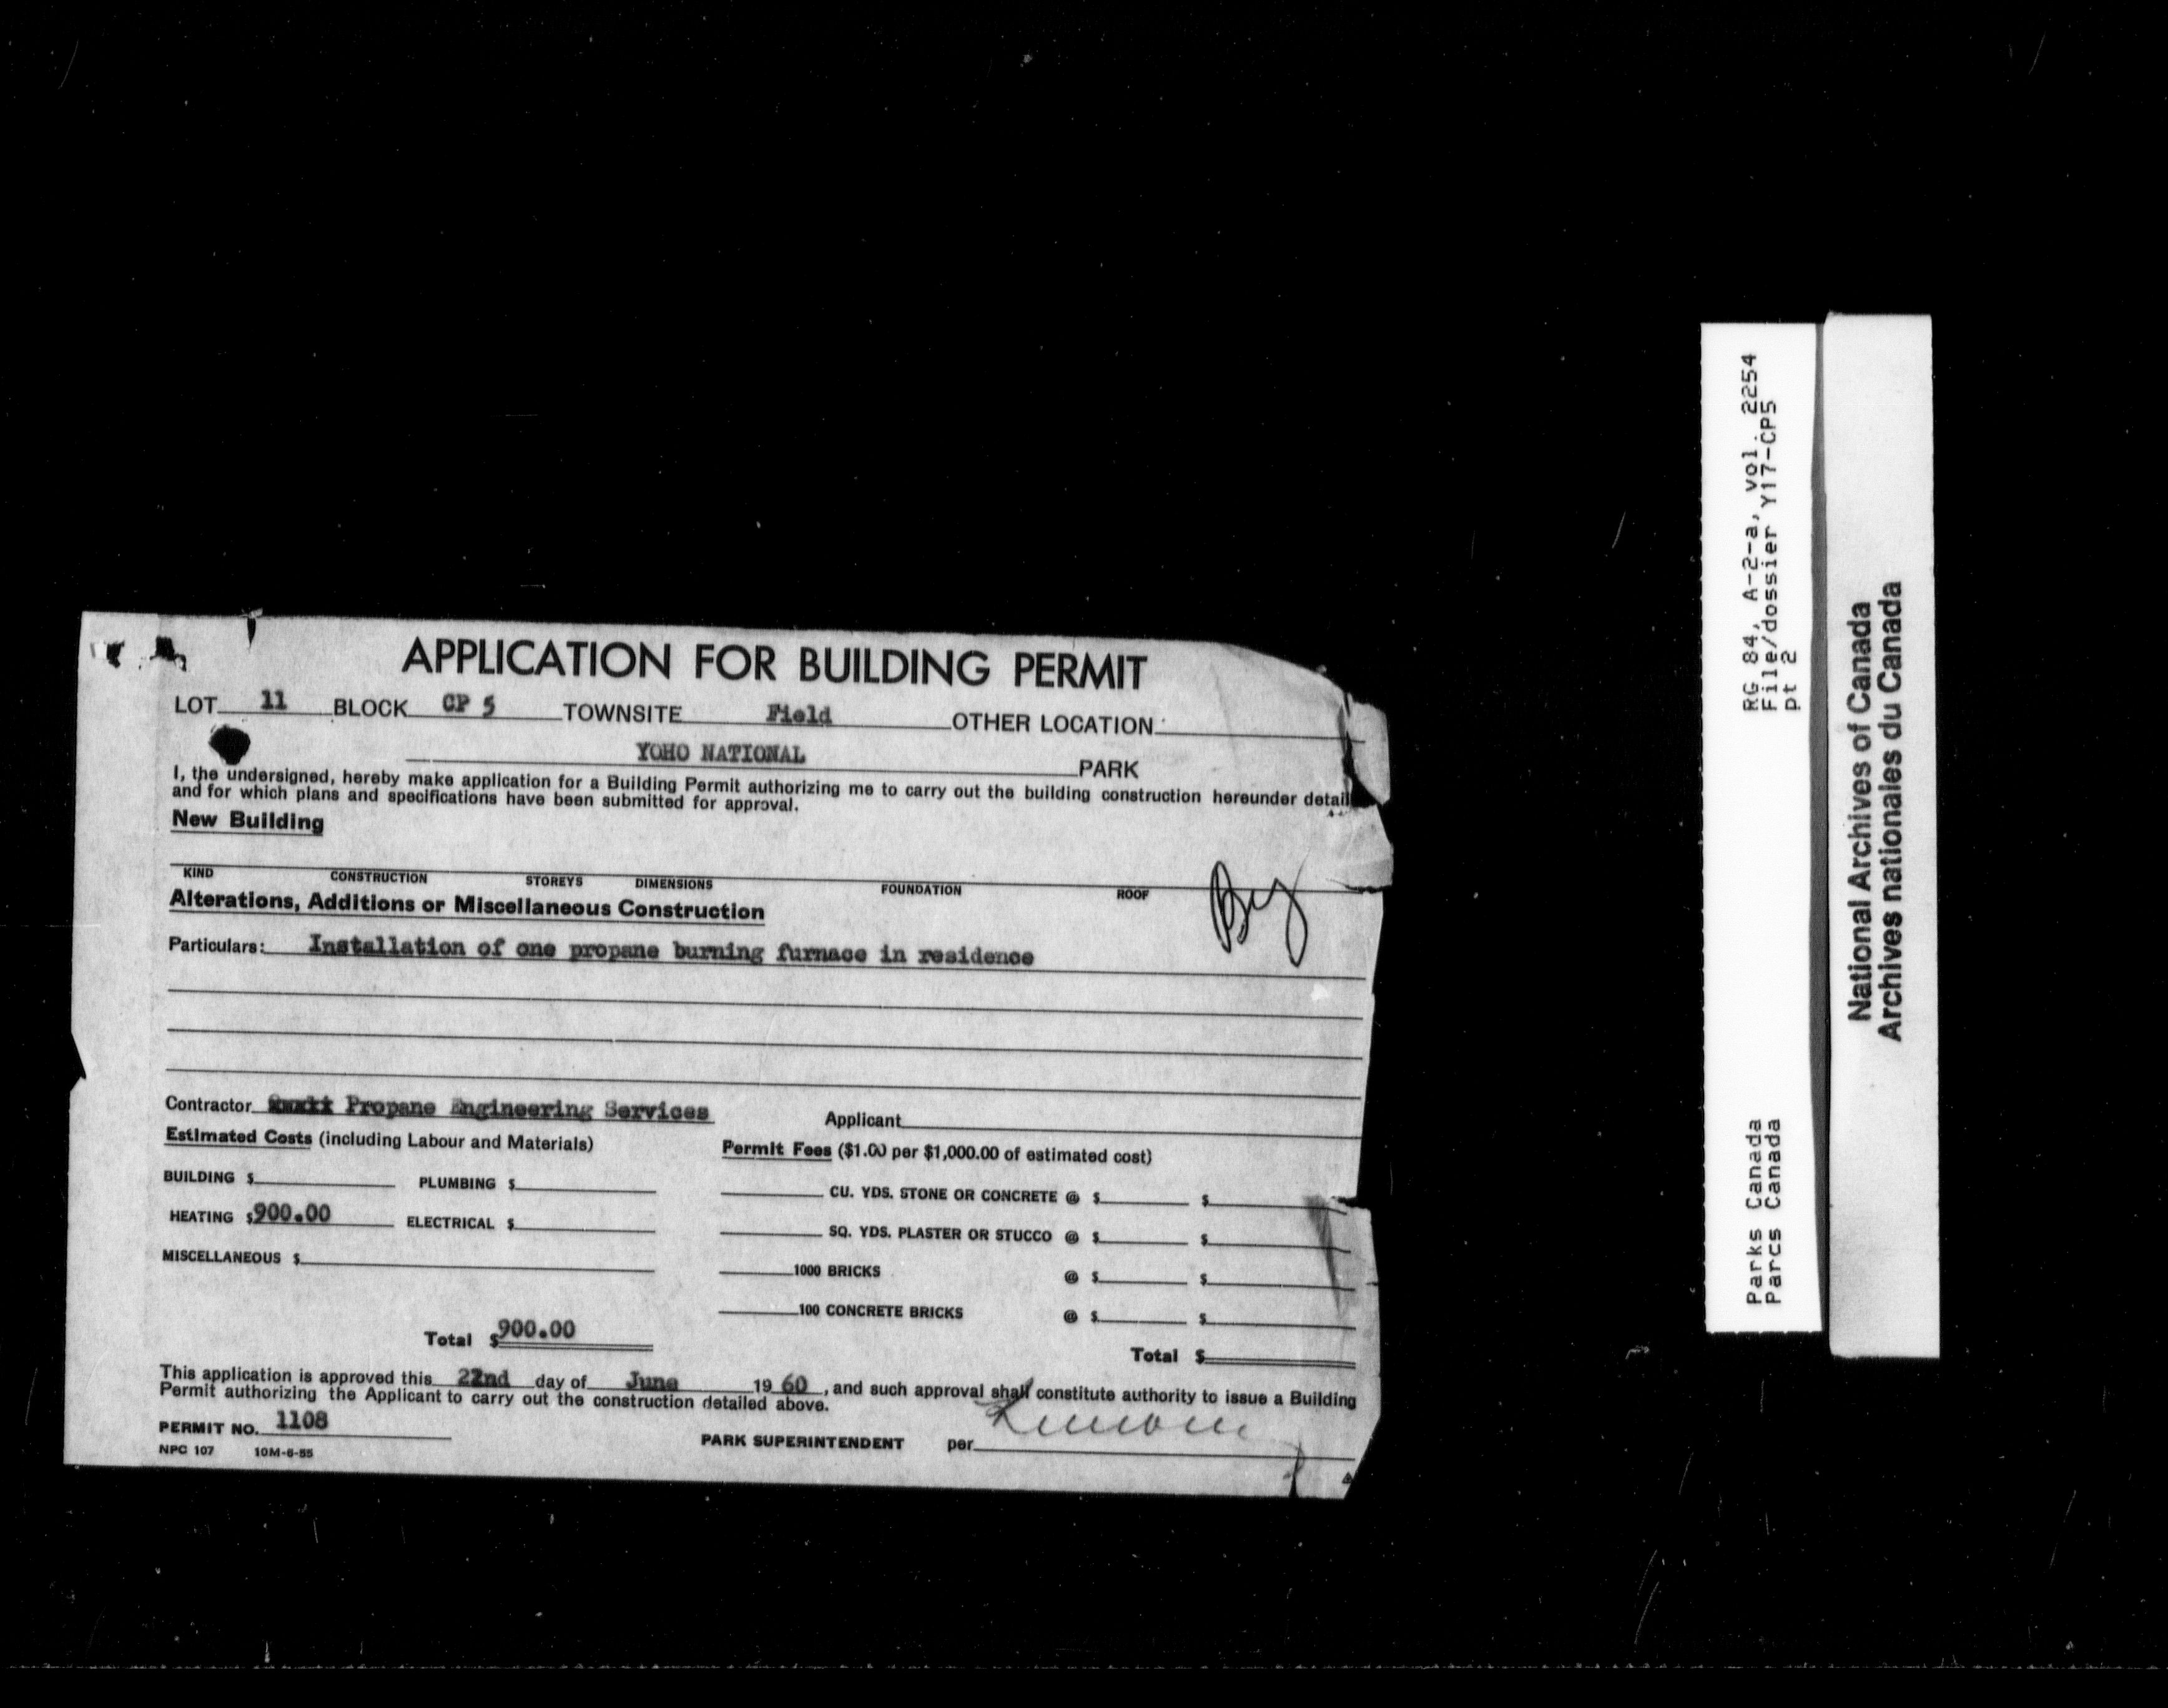 APPLICATION FOR BUILDING PERMIT
LOT 11 BLOCK CP 5 TOWNSITE Field OTHER LOCATION
YOHO NATIONAL PARK
I, the undersigned, hereby make application for a Building Permit authorizing me to carry out the building construction hereunder detail
and for which plans and specifications have been submitted for approval.
New Building
KIND CONSTRUCTION STOREYS DIMENSIONS FOUNDATION ROOF
Alterations, Additions or Miscellaneous Construction
Particulars: Installation of one propane burning furnace in residence
Contractor Propane Engineering Services Applicant
Estimated Costs (including Labour and Materials) Permit Fees ($1.00 per $1,000.00 of estimated cost)
BUILDING $ PLUMBING $ CU. YDS. STONE OR CONCRETE @ $ $
HEATING $900.00 ELECTRICAL $ SQ. YDS. PLASTER OR STUCCO @ $ $
MISCELLANEOUS $ 1000 BRICKS @ $ $
100 CONCRETE BRICKS @ $ $
Total $900.00 Total $
This application is approved this 22nd day of June 19 60, and such approval shall constitute authority to issue a Building
Permit authorizing the Applicant to carry out the construction detailed above.
PERMIT NO. 1108
PARK SUPERINTENDENT per
NPC 107 10M-6-55
RG 84, A-2-a, vol. 2254
File/dossier Y17-CP5
pt 2
Parks Canada
Parcs Canada
National Archives of Canada
Archives nationales du Canada